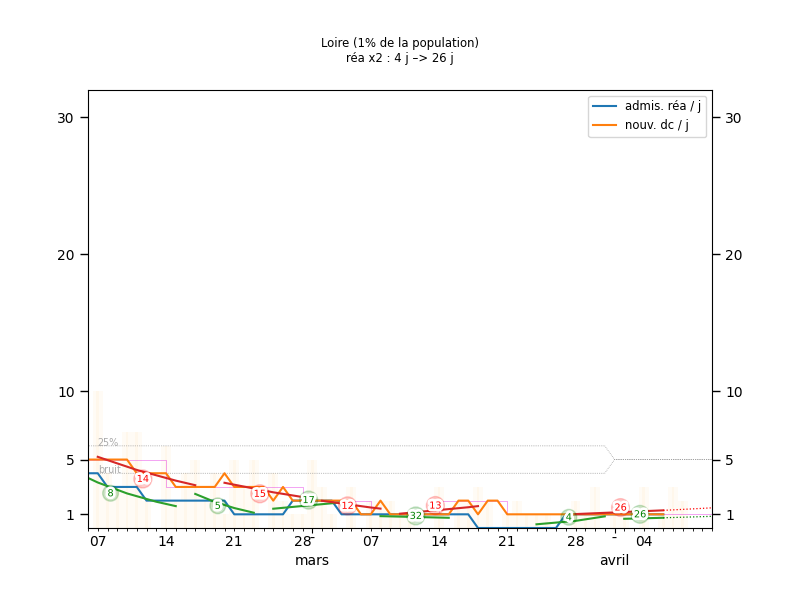 Loire (1% de la population)
réa x2 : 4 j –> 26 j
admis. réa / j
nouv. dc / j
30 30
20 20
10 10
25%
5 5
bruit
14
8
15
17
5
12
13
32
4
26
26
1 1
07 14 21 28 07 14 21 28 04
mars avril